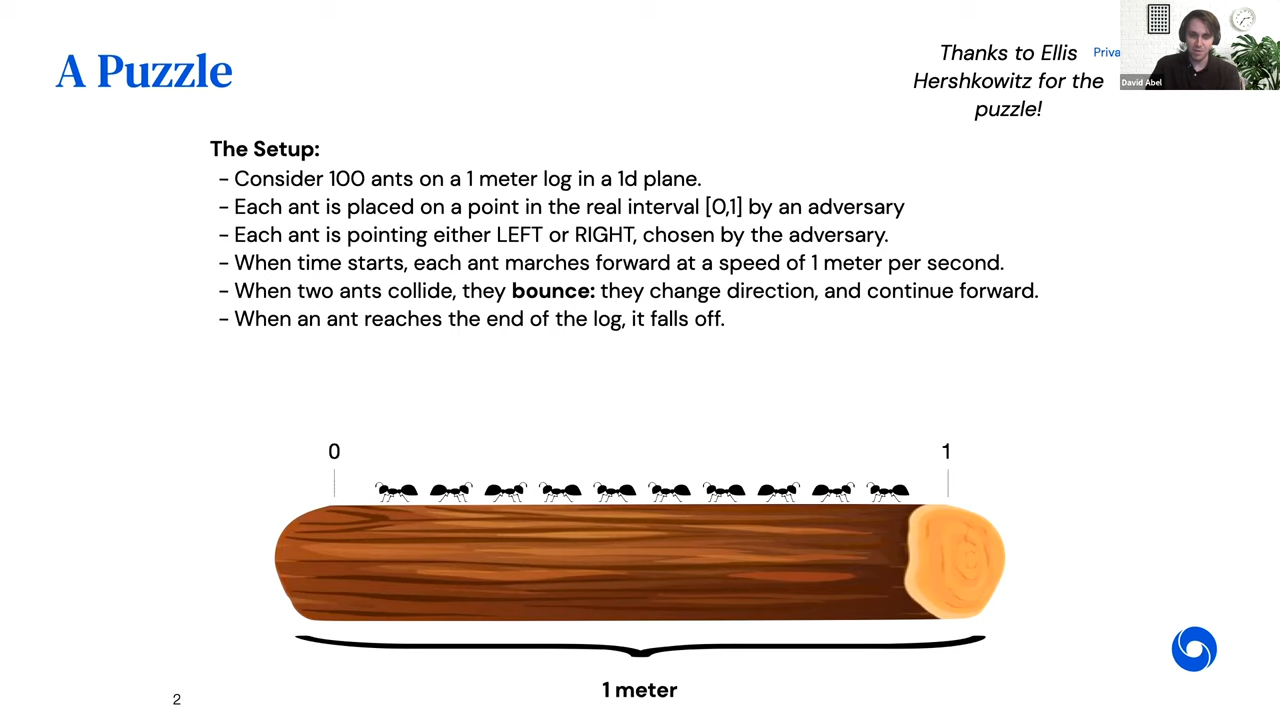 A Puzzle
Thanks to Ellis
Hershkowitz for the
puzzle!
Priva
David Abel
The Setup:
- Consider 100 ants on a 1 meter log in a 1d plane.
- Each ant is placed on a point in the real interval [0,1] by an adversary
- Each ant is pointing either LEFT or RIGHT, chosen by the adversary.
- When time starts, each ant marches forward at a speed of 1 meter per second.
- When two ants collide, they bounce: they change direction, and continue forward.
- When an ant reaches the end of the log, it falls off.
0
1
1 meter
2